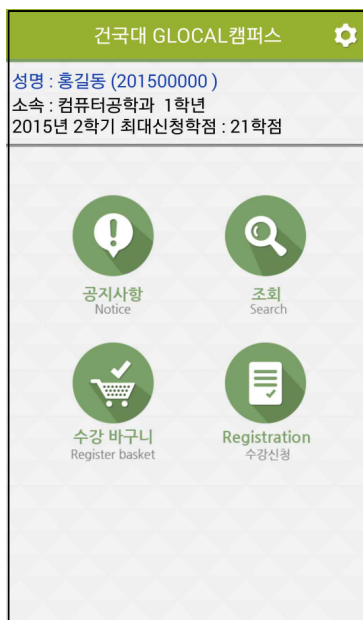 건국대 GLOCAL캠퍼스
성명 : 홍길동 (201500000 )
소속 : 컴퓨터공학과 1학년
2015년 2학기 최대신청학점 : 21학점
공지사항
Notice
조회
Search
수강 바구니
Register basket
Registration
수강신청